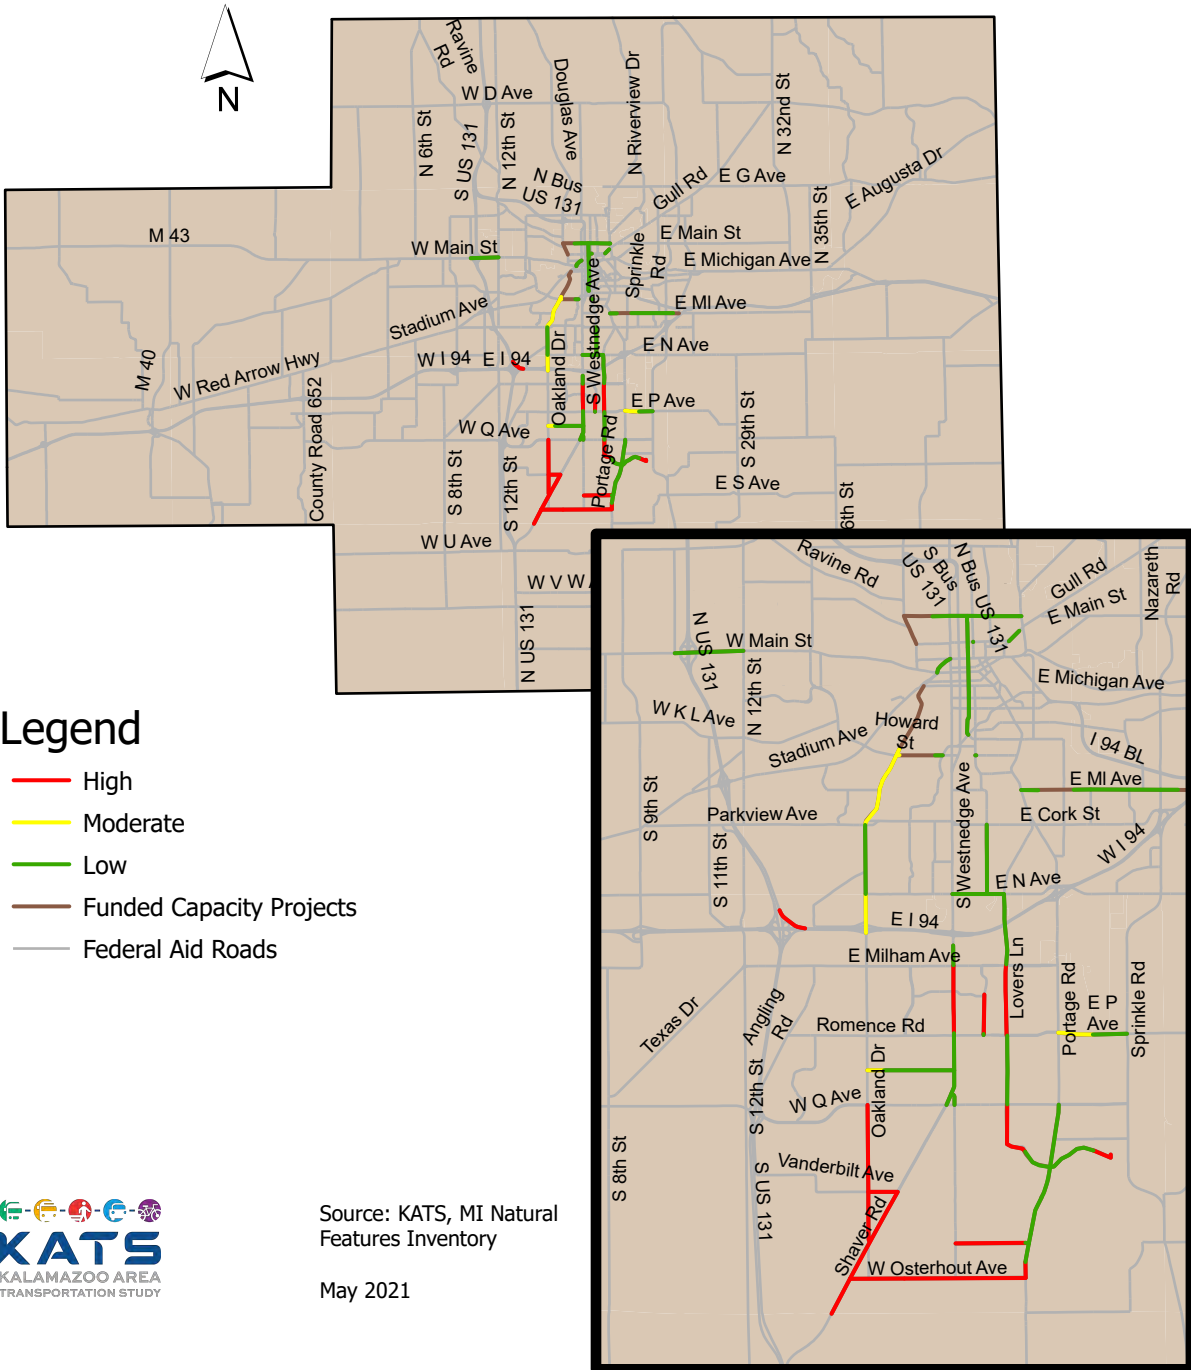 N
Ravine
Rd
W D Ave
Douglas Ave
N Riverview Dr
N 32nd St
N 6th St
S US 131
N 12th St
N Bus
US 131
Gull Rd
E G Ave
E Augusta Dr
N 35th St
M 43
W Main St
Sprinkle
Rd
E Main St
E Michigan Ave
Stadium Ave
S Westnedge Ave
E MI Ave
M 40
W Red Arrow Hwy
W I 94
E I 94
Oakland Dr
E N Ave
County Road 652
E P Ave
W Q Ave
Portage Rd
S 29th St
S 8th St
S 12th St
E S Ave
6th St
W U Ave
W V W
N US 131
Ravine Rd
S Bus
US 131
N Bus US 131
Gull Rd
E Main St
Nazareth
Rd
N US 131
W Main St
N 12th St
E Michigan Ave
W K L Ave
Stadium Ave
Howard
St
I 94 BL
E MI Ave
S 9th St
Parkview Ave
S Westnedge Ave
E Cork St
W I 94
S 11th St
E N Ave
E I 94
E Milham Ave
Lovers Ln
Texas Dr
Angling
Rd
Romence Rd
Portage Rd
E P
Ave
Sprinkle Rd
S 12th St
W Q Ave
Oakland Dr
S 8th St
Vanderbilt Ave
S US 131
Shaver Rd
W Osterhout Ave
Legend
High
Moderate
Low
Funded Capacity Projects
Federal Aid Roads
KATS
KALAMAZOO AREA
TRANSPORTATION STUDY
Source: KATS, MI Natural
Features Inventory
May 2021